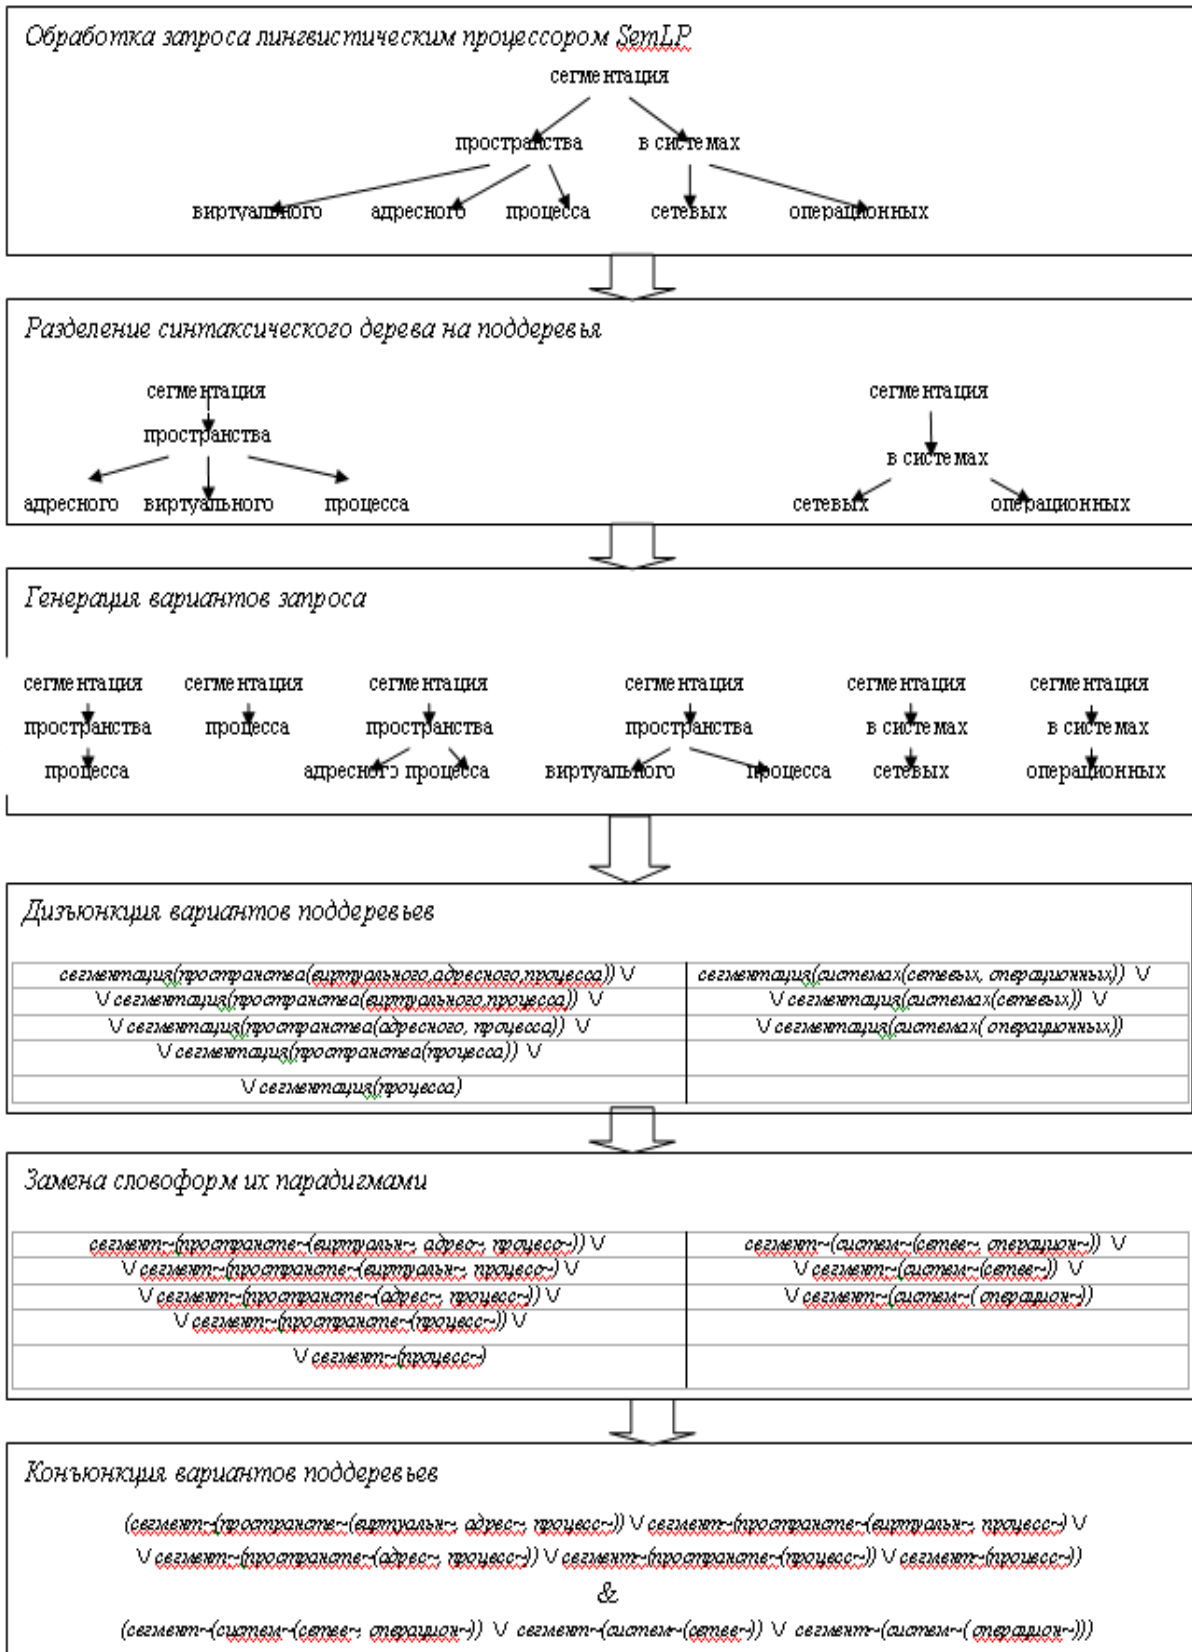 Обработка запроса лингвистическим процессором SemLP
сегментация
пространства в системах
виртуального адресного процесса сетевых операционных
Разделение синтаксического дерева на поддеревья
сегментация сегментация
пространства
в системах
адресного виртуального процесса сетевых операционных
Генерация вариантов запроса
сегментация сегментация сегментация сегментация сегментация сегментация
пространства процесса пространства пространства в системах в системах
процесса адресного процесса виртуального процесса сетевых операционных
Дизъюнкция вариантов поддеревьев
сегментация(пространства(виртуального,адресного,процесса)) ∨ сегментация(системах(сетевых, операционных)) ∨
∨ сегментация(пространства(виртуального,процесса)) ∨ ∨ сегментация(системах(сетевых)) ∨
∨ сегментация(пространства(адресного, процесса)) ∨ ∨ сегментация(системах( операционных))
∨ сегментация(пространства(процесса)) ∨
∨ сегментация(процесса)
Замена словоформ их парадигмами
сегмент~(пространств~(виртуальн~, адрес~, процесс~)) ∨ сегмент~(систем~(сетев~, операцион~)) ∨
∨ сегмент~(пространств~(виртуальн~, процесс~) ∨ ∨ сегмент~(систем~(сетев~)) ∨
∨ сегмент~(пространств~(адрес~, процесс~)) ∨ ∨ сегмент~(систем~( операцион~))
∨ сегмент~(пространств~(процесс~)) ∨
∨ сегмент~(процесс~)
Конъюнкция вариантов поддеревьев
(сегмент~(пространств~(виртуальн~, адрес~, процесс~)) ∨ сегмент~(пространств~(виртуальн~, процесс~) ∨
∨ сегмент~(пространств~(адрес~, процесс~)) ∨ сегмент~(пространств~(процесс~)) ∨ сегмент~(процесс~))
&
(сегмент~(систем~(сетев~, операцион~)) ∨ сегмент~(систем~(сетев~)) ∨ сегмент~(систем~( операцион~)))